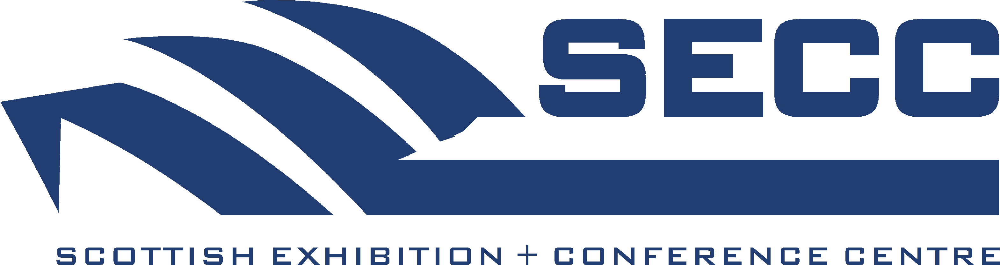 SECC
SCOTTISH EXHIBITION + CONFERENCE CENTRE